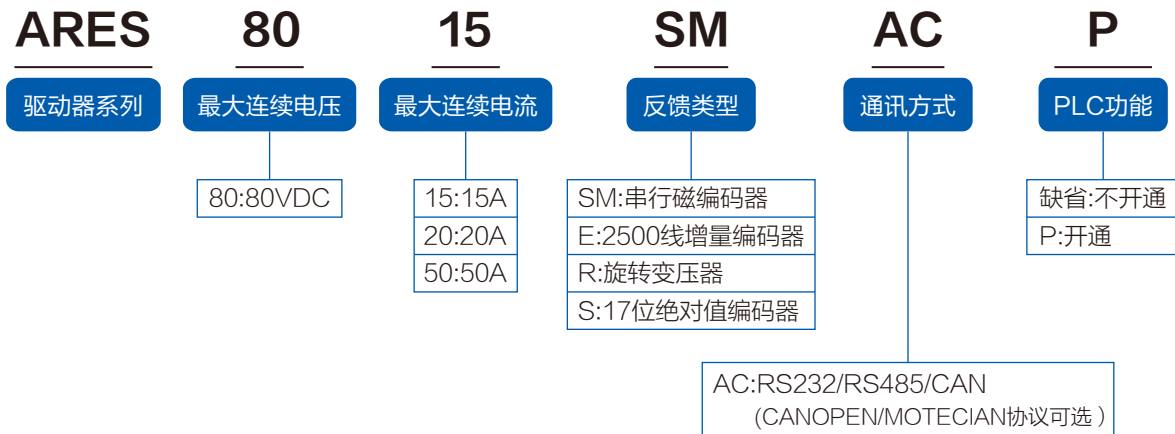 ARES 80 15 SM AC P
驱动器系列 最大连续电压 最大连续电流 反馈类型 通讯方式 PLC功能
80:80VDC 15:15A SM:串行磁编码器 缺省:不开通
20:20A E:2500线增量编码器 P:开通
50:50A R:旋转变压器
S:17位绝对值编码器
AC:RS232/RS485/CAN
(CANOPEN/MOTECIAN协议可选)